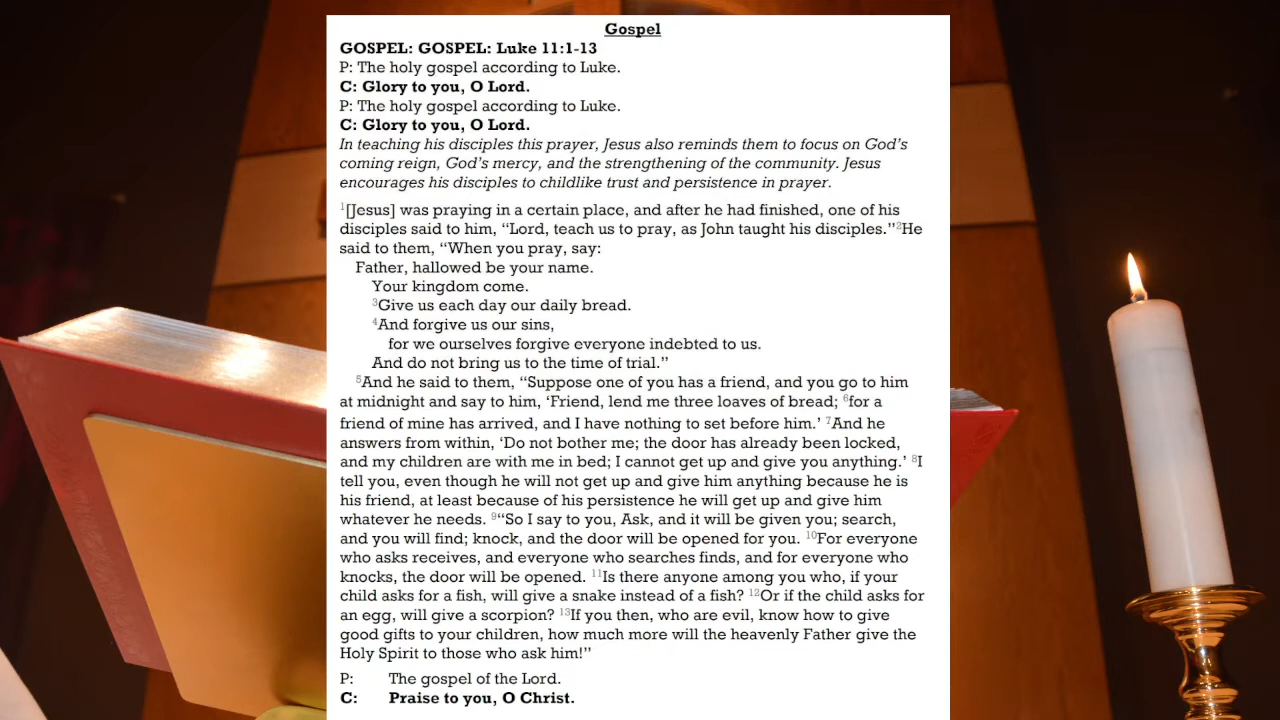 Gospel
GOSPEL: GOSPEL: Luke 11:1-13
P: The holy gospel according to Luke.
C: Glory to you, O Lord.
P: The holy gospel according to Luke.
C: Glory to you, O Lord.
In teaching his disciples this prayer, Jesus also reminds them to focus on God’s
coming reign, God’s mercy, and the strengthening of the community. Jesus
encourages his disciples to childlike trust and persistence in prayer.
1[Jesus] was praying in a certain place, and after he had finished, one of his
disciples said to him, “Lord, teach us to pray, as John taught his disciples.”2He
said to them, “When you pray, say:
Father, hallowed be your name.
Your kingdom come.
3Give us each day our daily bread.
4And forgive us our sins,
for we ourselves forgive everyone indebted to us.
And do not bring us to the time of trial.”
5And he said to them, “Suppose one of you has a friend, and you go to him
at midnight and say to him, ‘Friend, lend me three loaves of bread; 6for a
friend of mine has arrived, and I have nothing to set before him.’ 7And he
answers from within, ‘Do not bother me; the door has already been locked,
and my children are with me in bed; I cannot get up and give you anything.’ 8I
tell you, even though he will not get up and give him anything because he is
his friend, at least because of his persistence he will get up and give him
whatever he needs. 9“So I say to you, Ask, and it will be given you; search,
and you will find; knock, and the door will be opened for you. 10For everyone
who asks receives, and everyone who searches finds, and for everyone who
knocks, the door will be opened. 11Is there anyone among you who, if your
child asks for a fish, will give a snake instead of a fish? 12Or if the child asks for
an egg, will give a scorpion? 13If you then, who are evil, know how to give
good gifts to your children, how much more will the heavenly Father give the
Holy Spirit to those who ask him!”
P: The gospel of the Lord.
C: Praise to you, O Christ.